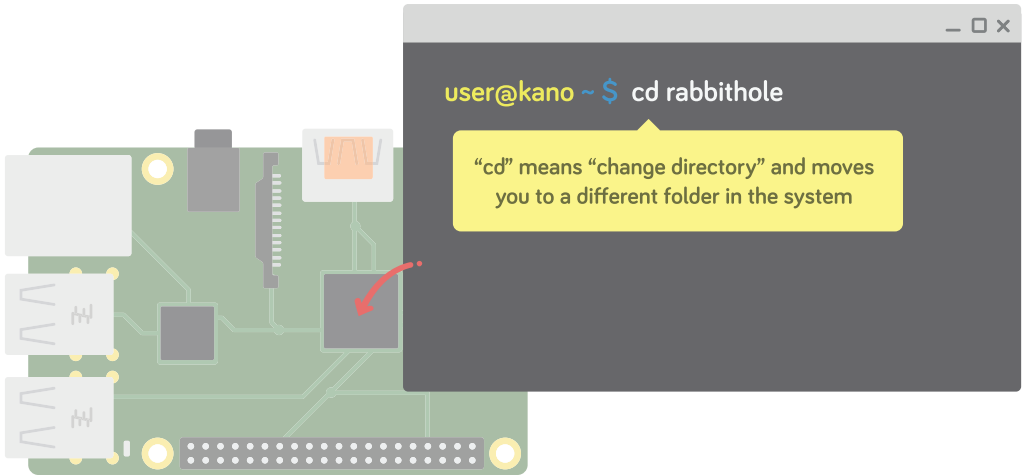 user@kano ~ $ cd rabbithole
“cd” means “change directory” and moves
you to a different folder in the system